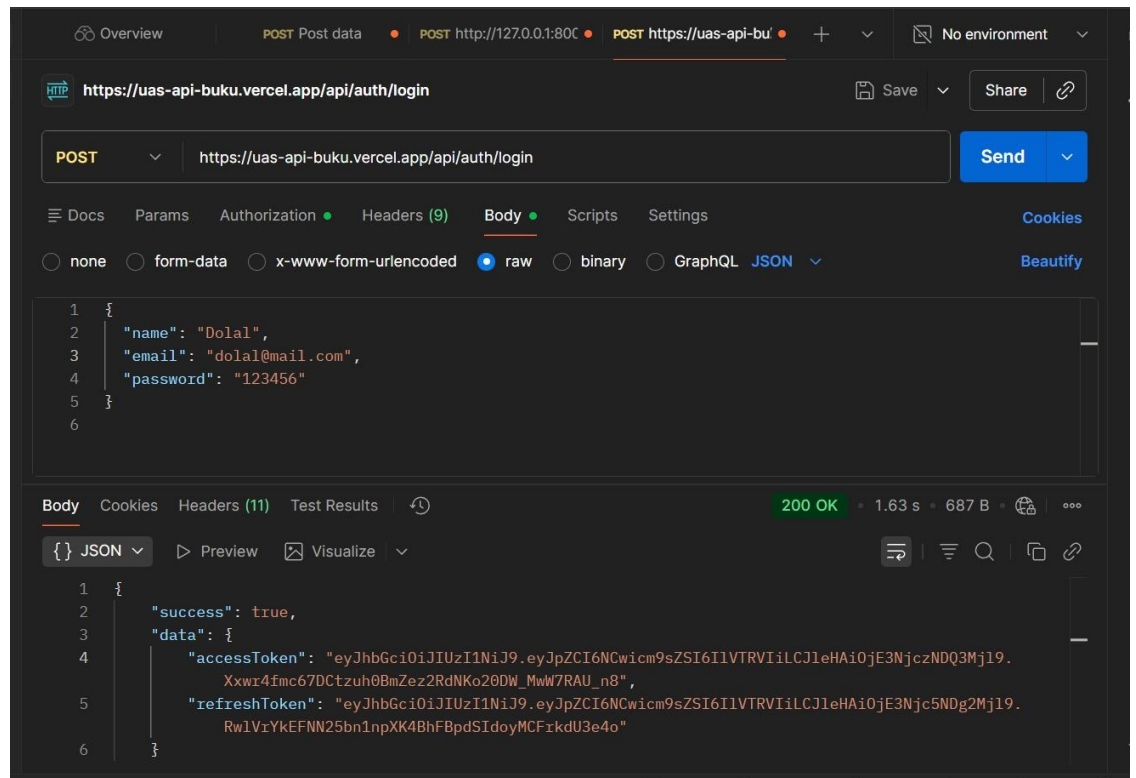 Overview POST Post data POST http://127.0.0.1:800 POST https://uas-api-bu No environment
HTTP https://uas-api-buku.vercel.app/api/auth/login Save Share
POST https://uas-api-buku.vercel.app/api/auth/login Send
Docs Params Authorization Headers (9) Body Scripts Settings Cookies
none form-data x-www-form-urlencoded raw binary GraphQL JSON Beautify
1 {
2 "name": "Dolal",
3 "email": "dolal@mail.com",
4 "password": "123456"
5 }
6
Body Cookies Headers (11) Test Results 200 OK • 1.63 s • 687 B
{} JSON Preview Visualize
1 {
2 "success": true,
3 "data": {
4 "accessToken": "eyJhbGciOiJIUzI1NiJ9.eyJpZCI6NCwicm9sZSI6IlVTRVIiLCJleHAiOjE3NjczNDQ3Mjl9.
Xxwr4fmc67DCtzuh0BmZez2RdNKo20DW_MwW7RAU_n8",
5 "refreshToken": "eyJhbGciOiJIUzI1NiJ9.eyJpZCI6NCwicm9sZSI6IlVTRVIiLCJleHAiOjE3Njc5NDg2Mjl9.
RwlVrYkEFNN25bn1npXK4BhFBpdSIdoyMCFrkdU3e4o"
6 }